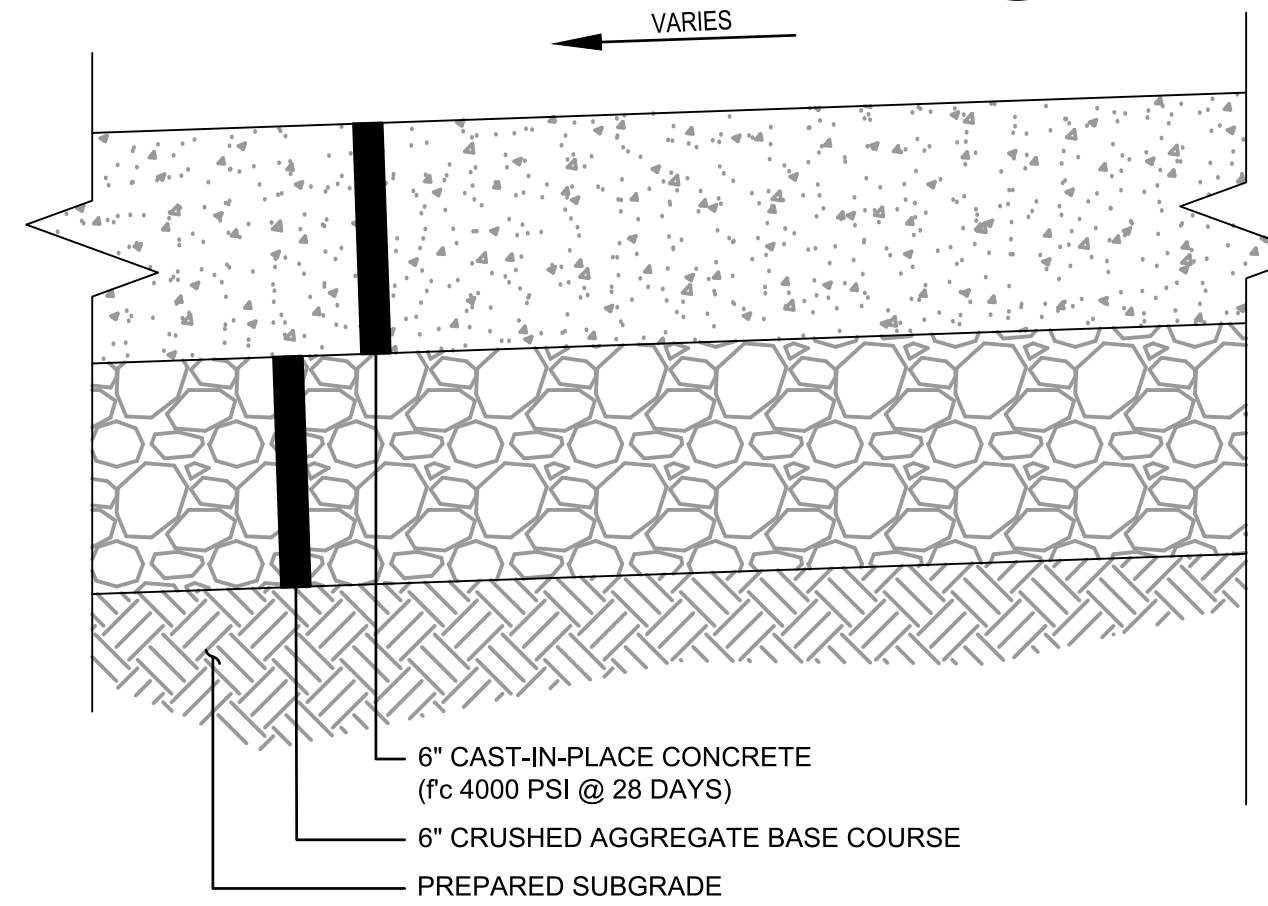 VARIES
6" CAST-IN-PLACE CONCRETE
(f'c 4000 PSI @ 28 DAYS)
6" CRUSHED AGGREGATE BASE COURSE
PREPARED SUBGRADE